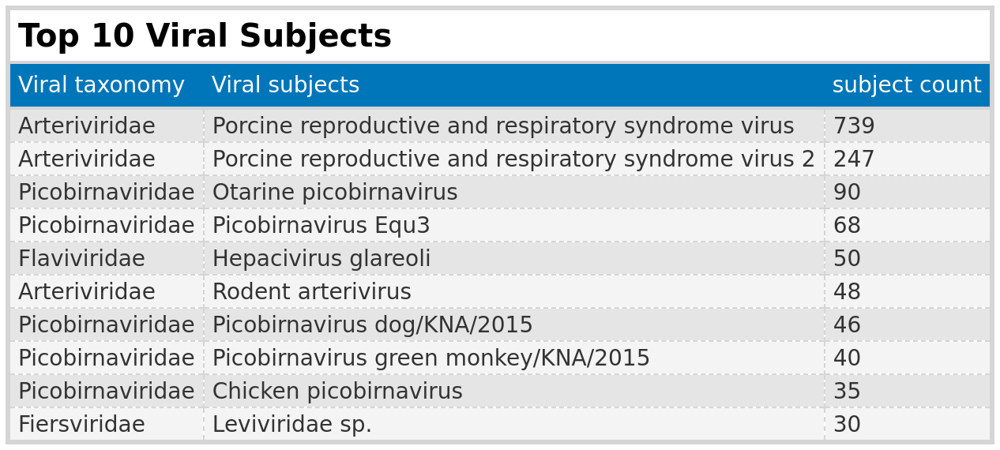 Top 10 Viral Subjects
Viral taxonomy Viral subjects subject count
Arteriviridae Porcine reproductive and respiratory syndrome virus 739
Arteriviridae Porcine reproductive and respiratory syndrome virus 2 247
Picobirnaviridae Otarine picobirnavirus 90
Picobirnaviridae Picobirnavirus Equ3 68
Flaviviridae Hepacivirus glareoli 50
Arteriviridae Rodent arterivirus 48
Picobirnaviridae Picobirnavirus dog/KNA/2015 46
Picobirnaviridae Picobirnavirus green monkey/KNA/2015 40
Picobirnaviridae Chicken picobirnavirus 35
Fiersviridae Leviviridae sp. 30